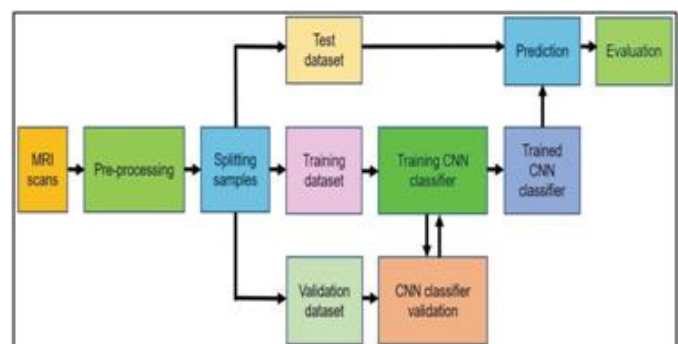 Test
dataset
Prediction
Evaluation
MRI
scans
Pre-processing
Splitting
samples
Training
dataset
Training CNN
classifier
Trained
CNN
classifier
Validation
dataset
CNN classifier
validation